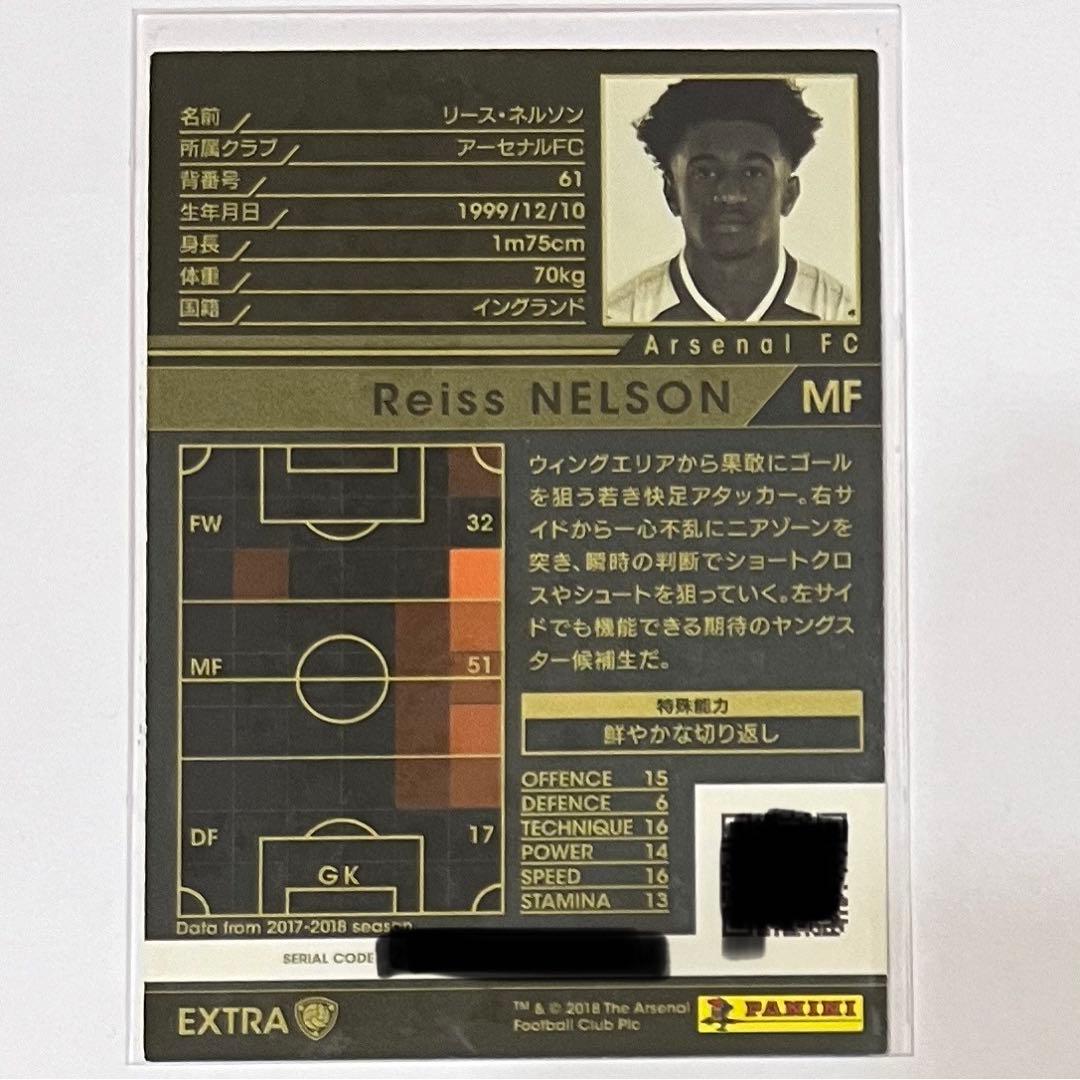 名前 リース・ネルソン
所属クラブ アーセナルFC
背番号 61
生年月日 1999/12/10
身長 1m75cm
体重 70kg
国籍 イングランド
Arsenal FC
Reiss NELSON MF
FW 32
MF 51
DF 17
GK
Data from 2017-2018 season
ウィングエリアから果敢にゴール
を狙う若き快足アタッカー。右サ
イドから一心不乱にニアゾーンを
突き、瞬時の判断でショートクロ
スやシュートを狙っていく。左サイ
ドでも機能できる期待のヤングス
ター候補生だ。
特殊能力
鮮やかな切り返し
OFFENCE 15
DEFENCE 6
TECHNIQUE 16
POWER 14
SPEED 16
STAMINA 13
SERIAL CODE
EXTRA
™ & © 2018 The Arsenal
Football Club Plc
PANINI